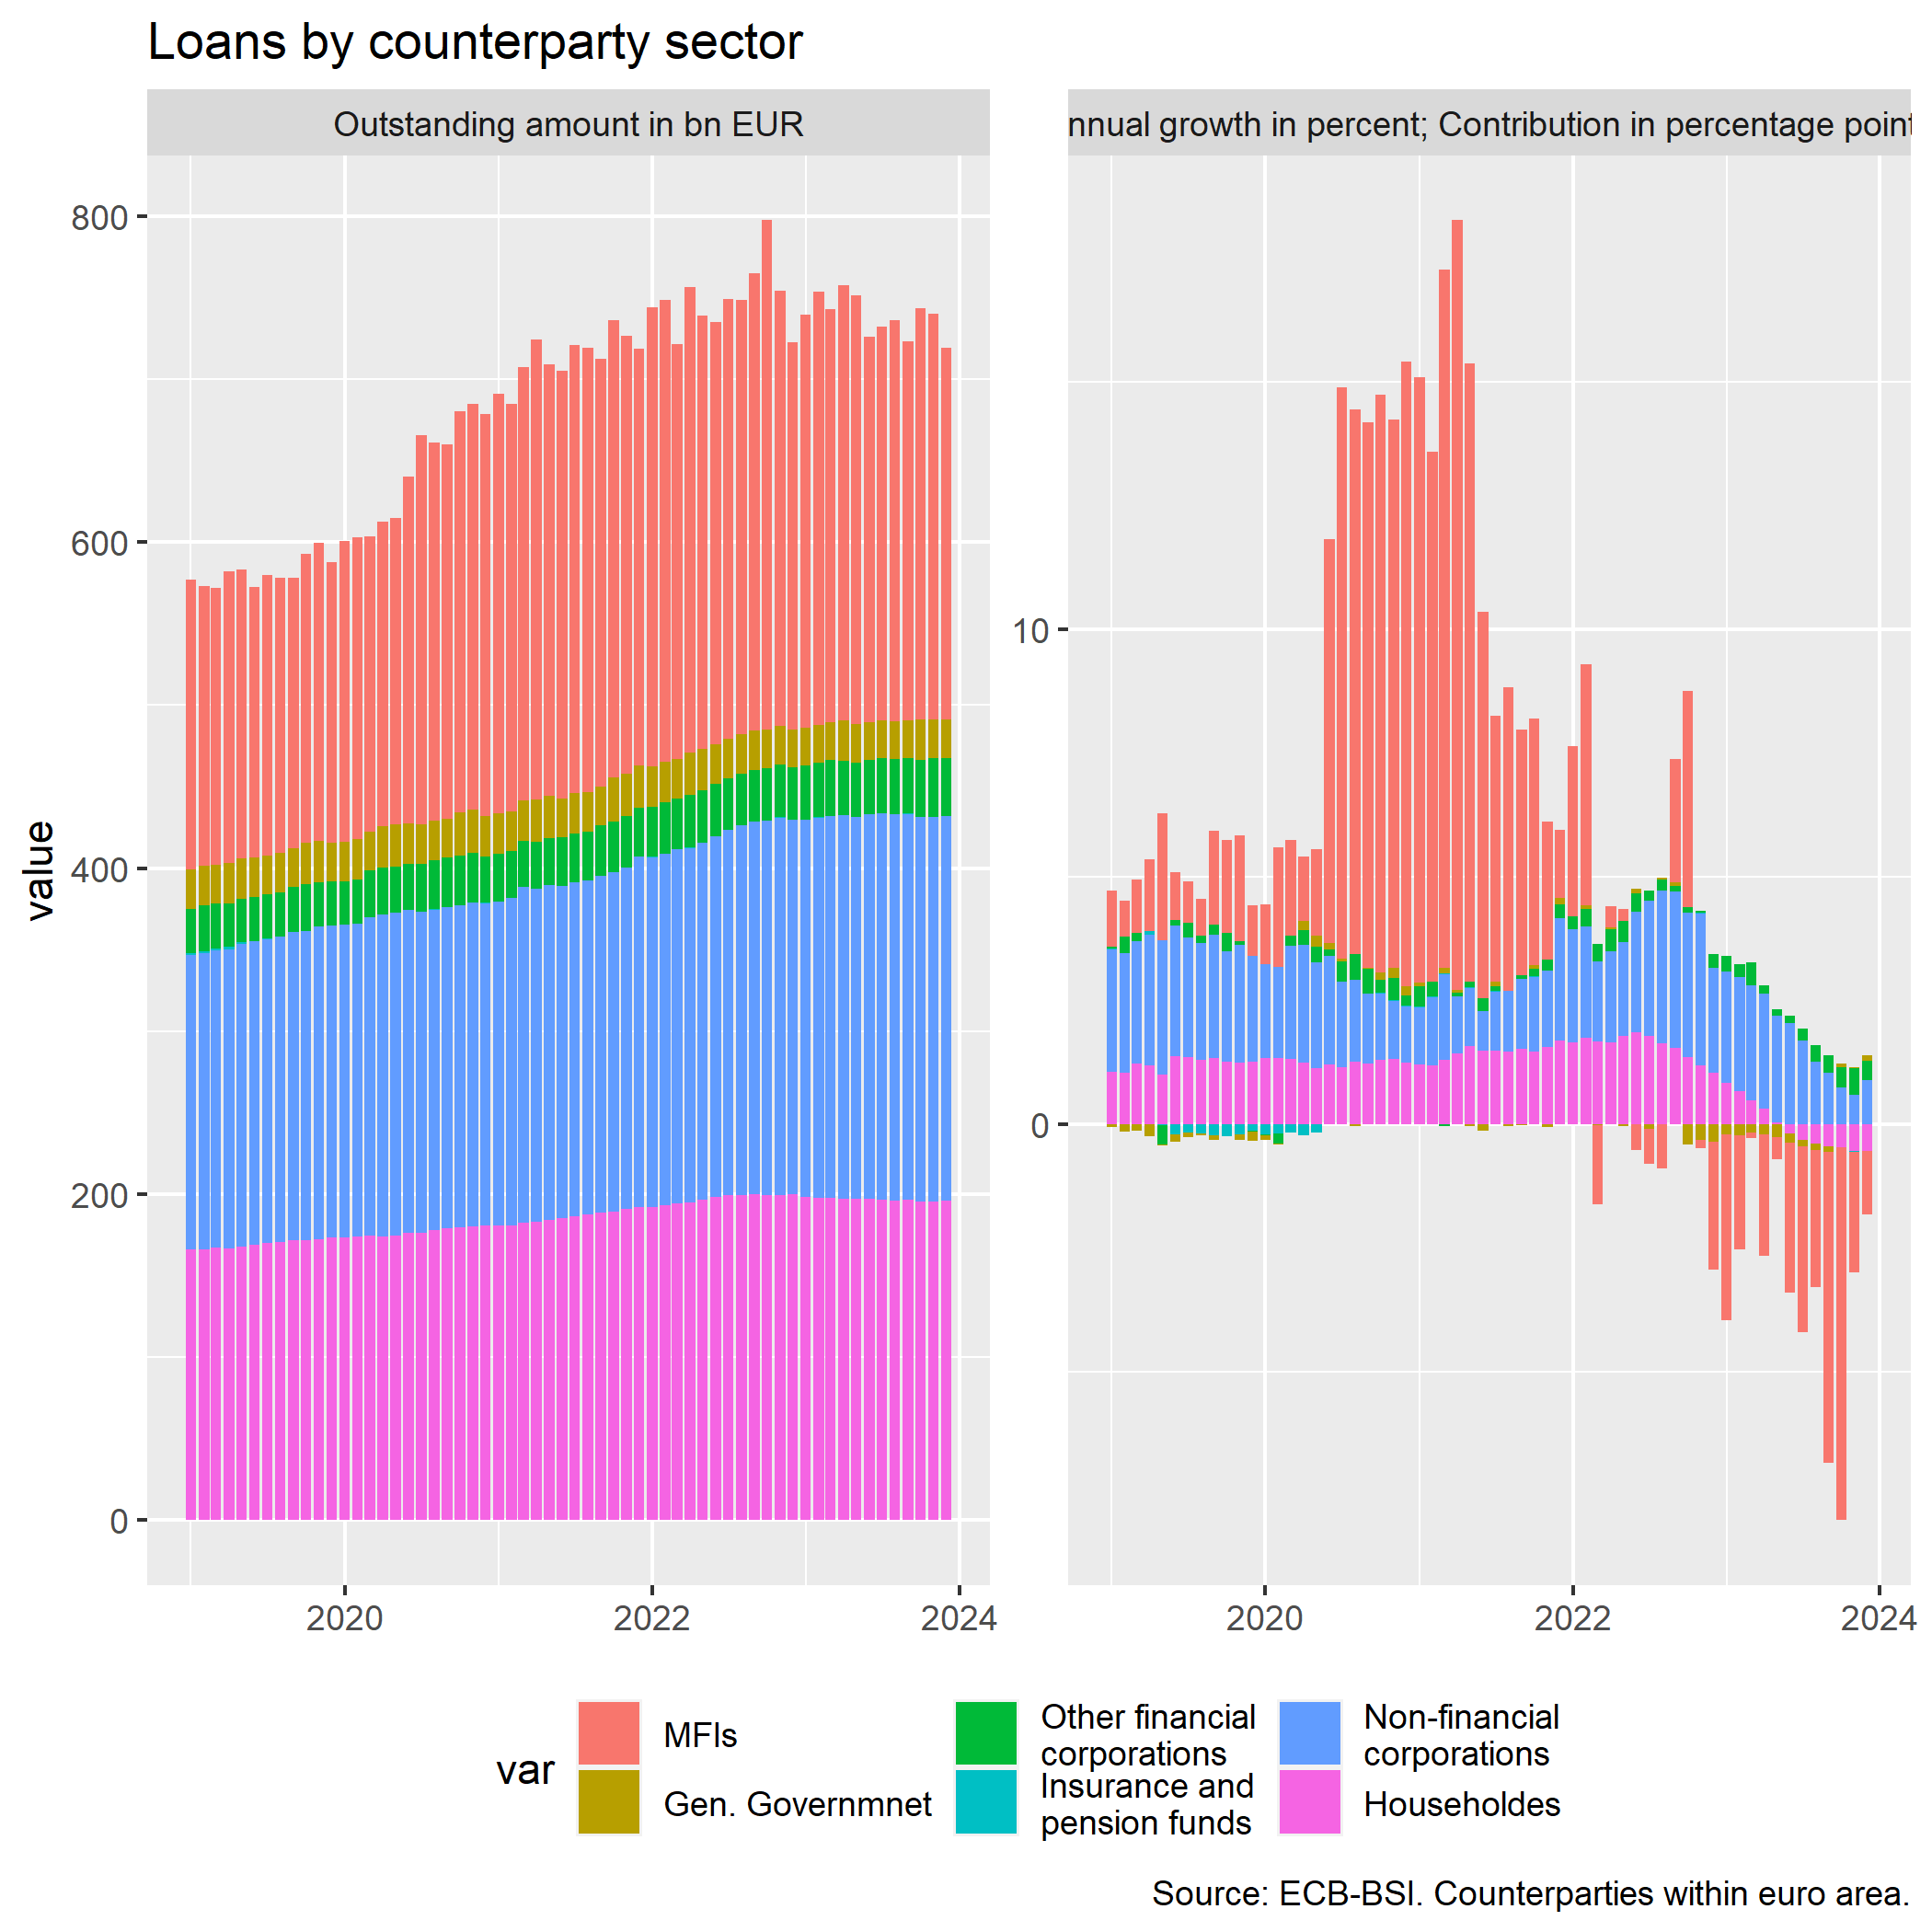 Loans by counterparty sector
Outstanding amount in bn EUR
nnual growth in percent; Contribution in percentage point
value
800
600
400
200
0
10
0
2020
2022
2024
2020
2022
2024
var
MFIs
Gen. Governmnet
Other financial
corporations
Insurance and
pension funds
Non-financial
corporations
Householdes
Source: ECB-BSI. Counterparties within euro area.